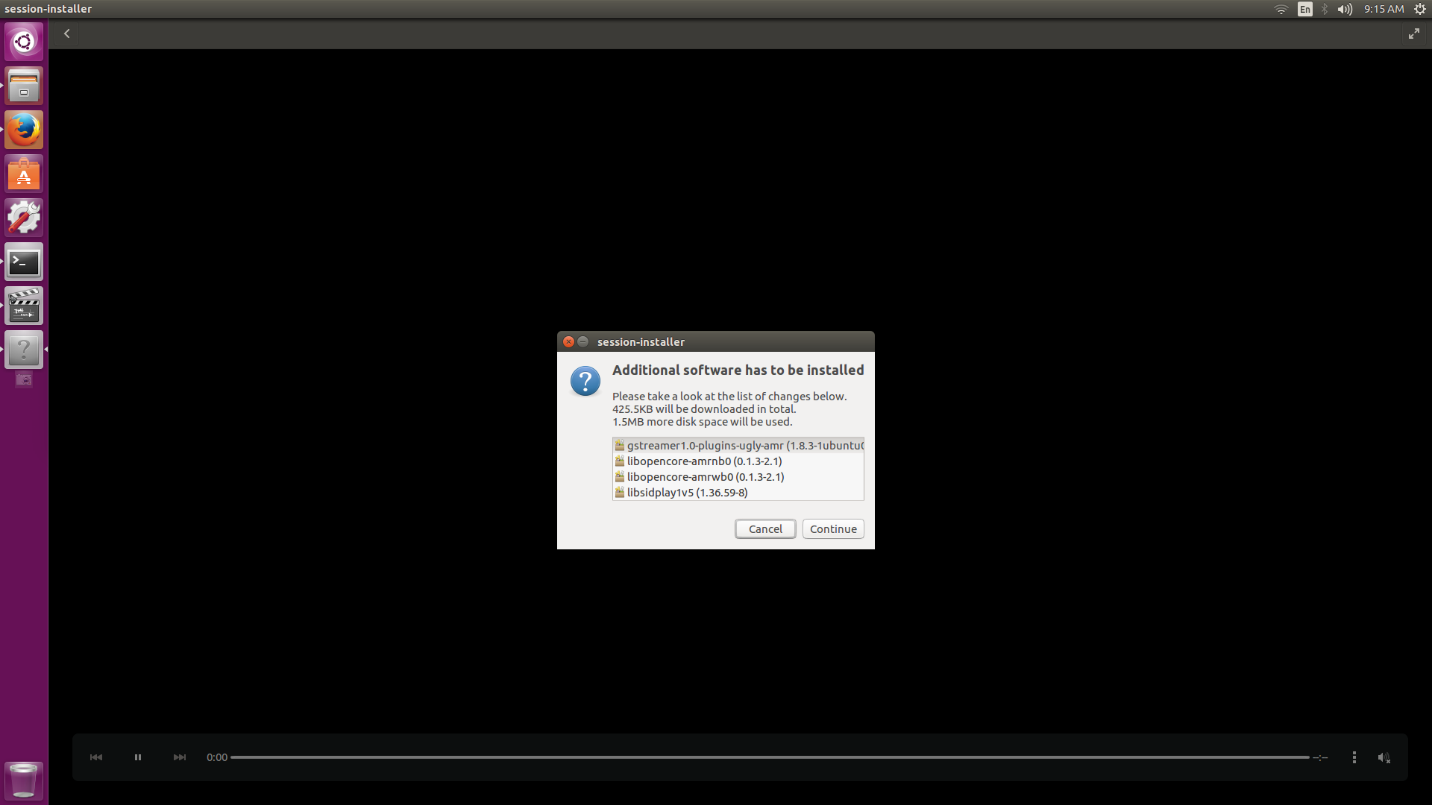 session-installer
En
9:15 AM
session-installer
Additional software has to be installed
Please take a look at the list of changes below.
425.5KB will be downloaded in total.
1.5MB more disk space will be used.
gstreamer1.0-plugins-ugly-amr (1.8.3-1ubuntu0
libopencore-amrnb0 (0.1.3-2.1)
libopencore-amrwb0 (0.1.3-2.1)
libsidplay1v5 (1.36.59-8)
Cancel
Continue
0:00
-:-